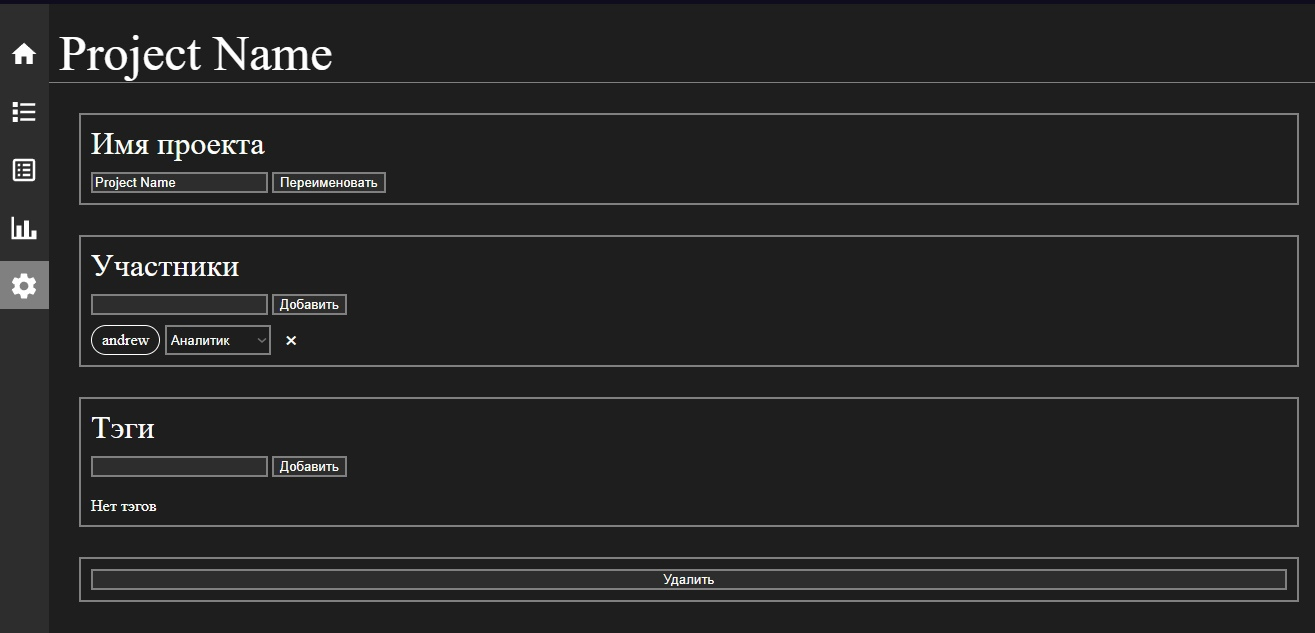 Project Name
Имя проекта
Project Name Переименовать
Участники
Добавить
andrew Аналитик ×
Тэги
Добавить
Нет тэгов
Удалить